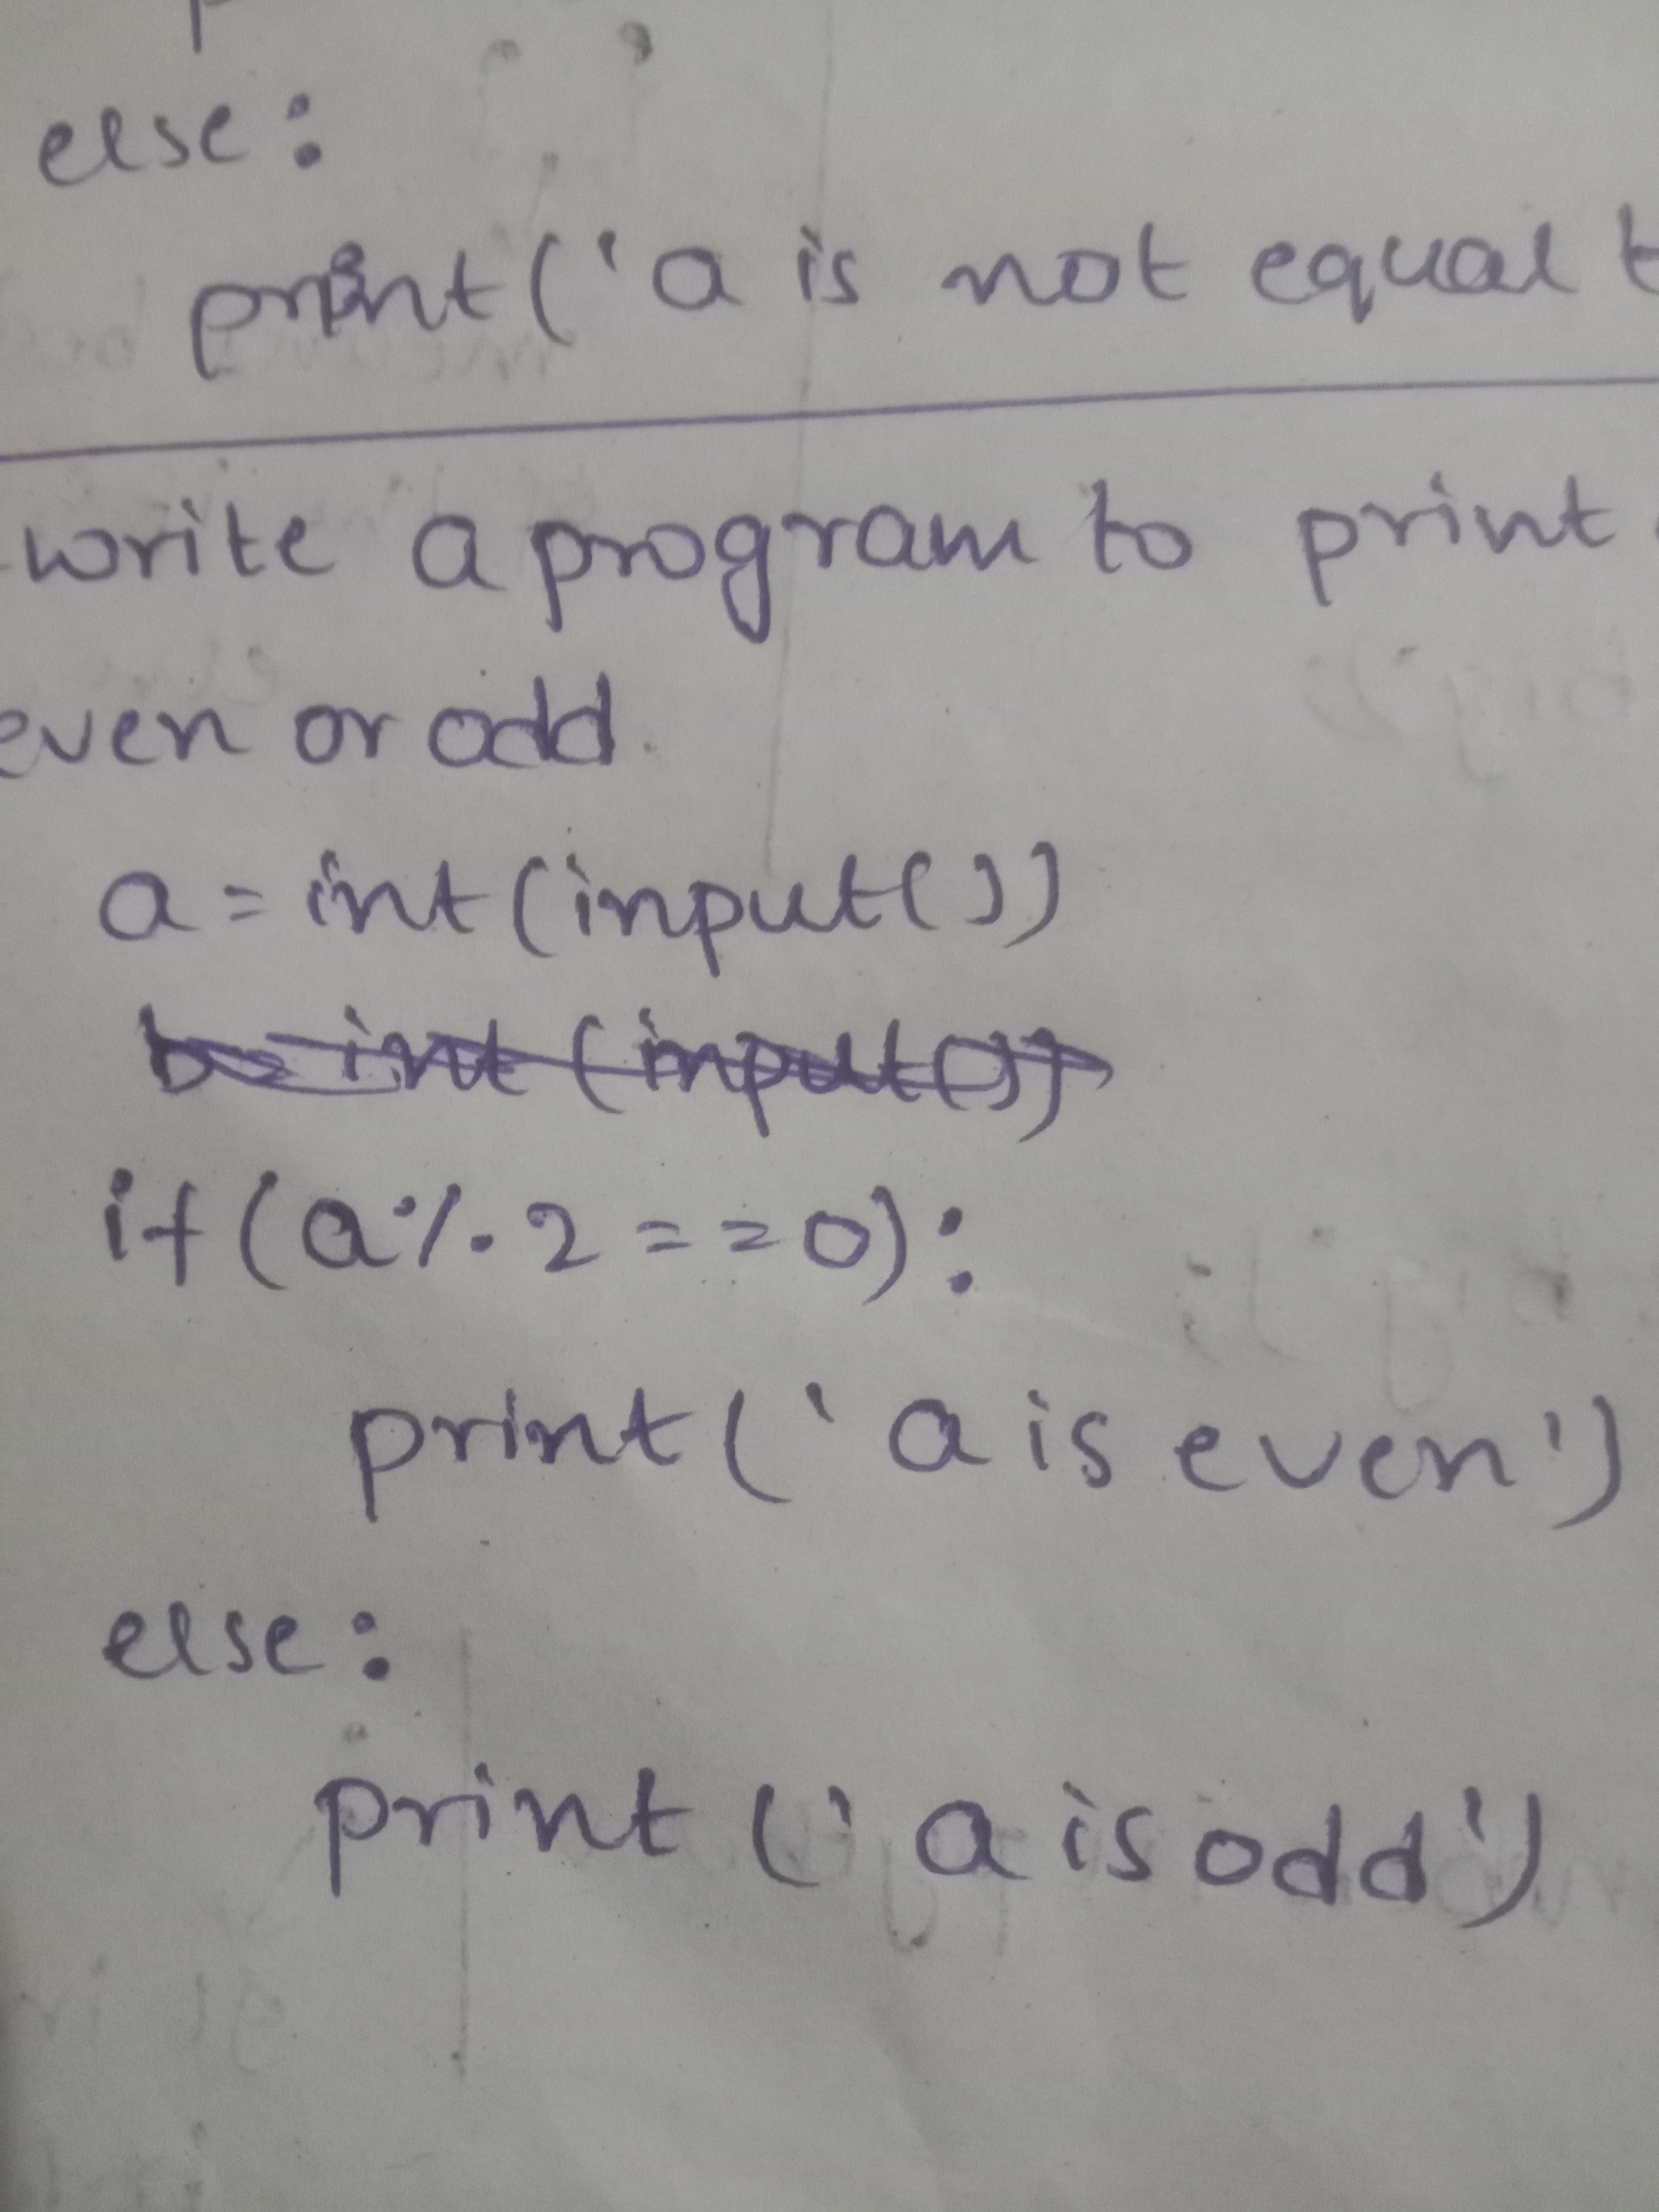 else:
print('a is not equal t
write a program to print
even or odd.
a = int(input())
b = int(input())
if(a%2==0):
print('a is even')
else:
print('a is odd')